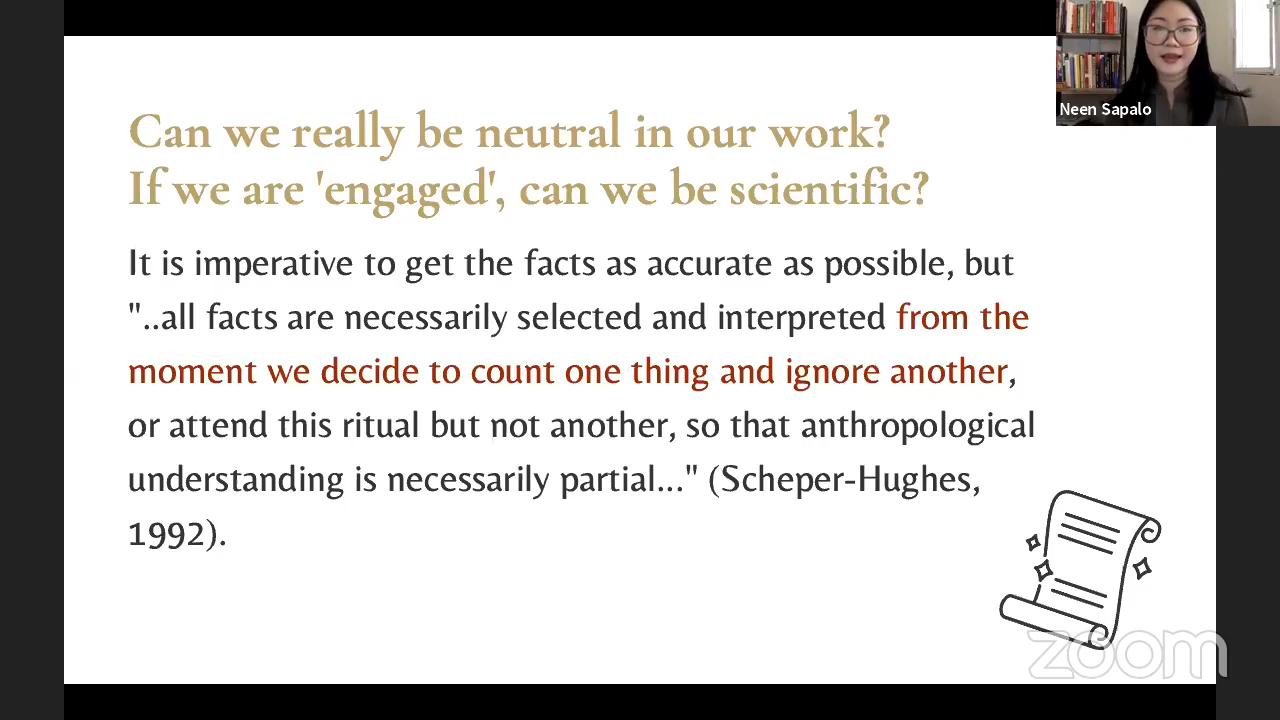 Neen Sapalo
Can we really be neutral in our work?
If we are 'engaged', can we be scientific?
It is imperative to get the facts as accurate as possible, but
"..all facts are necessarily selected and interpreted from the
moment we decide to count one thing and ignore another,
or attend this ritual but not another, so that anthropological
understanding is necessarily partial..." (Scheper-Hughes,
1992).
zoom